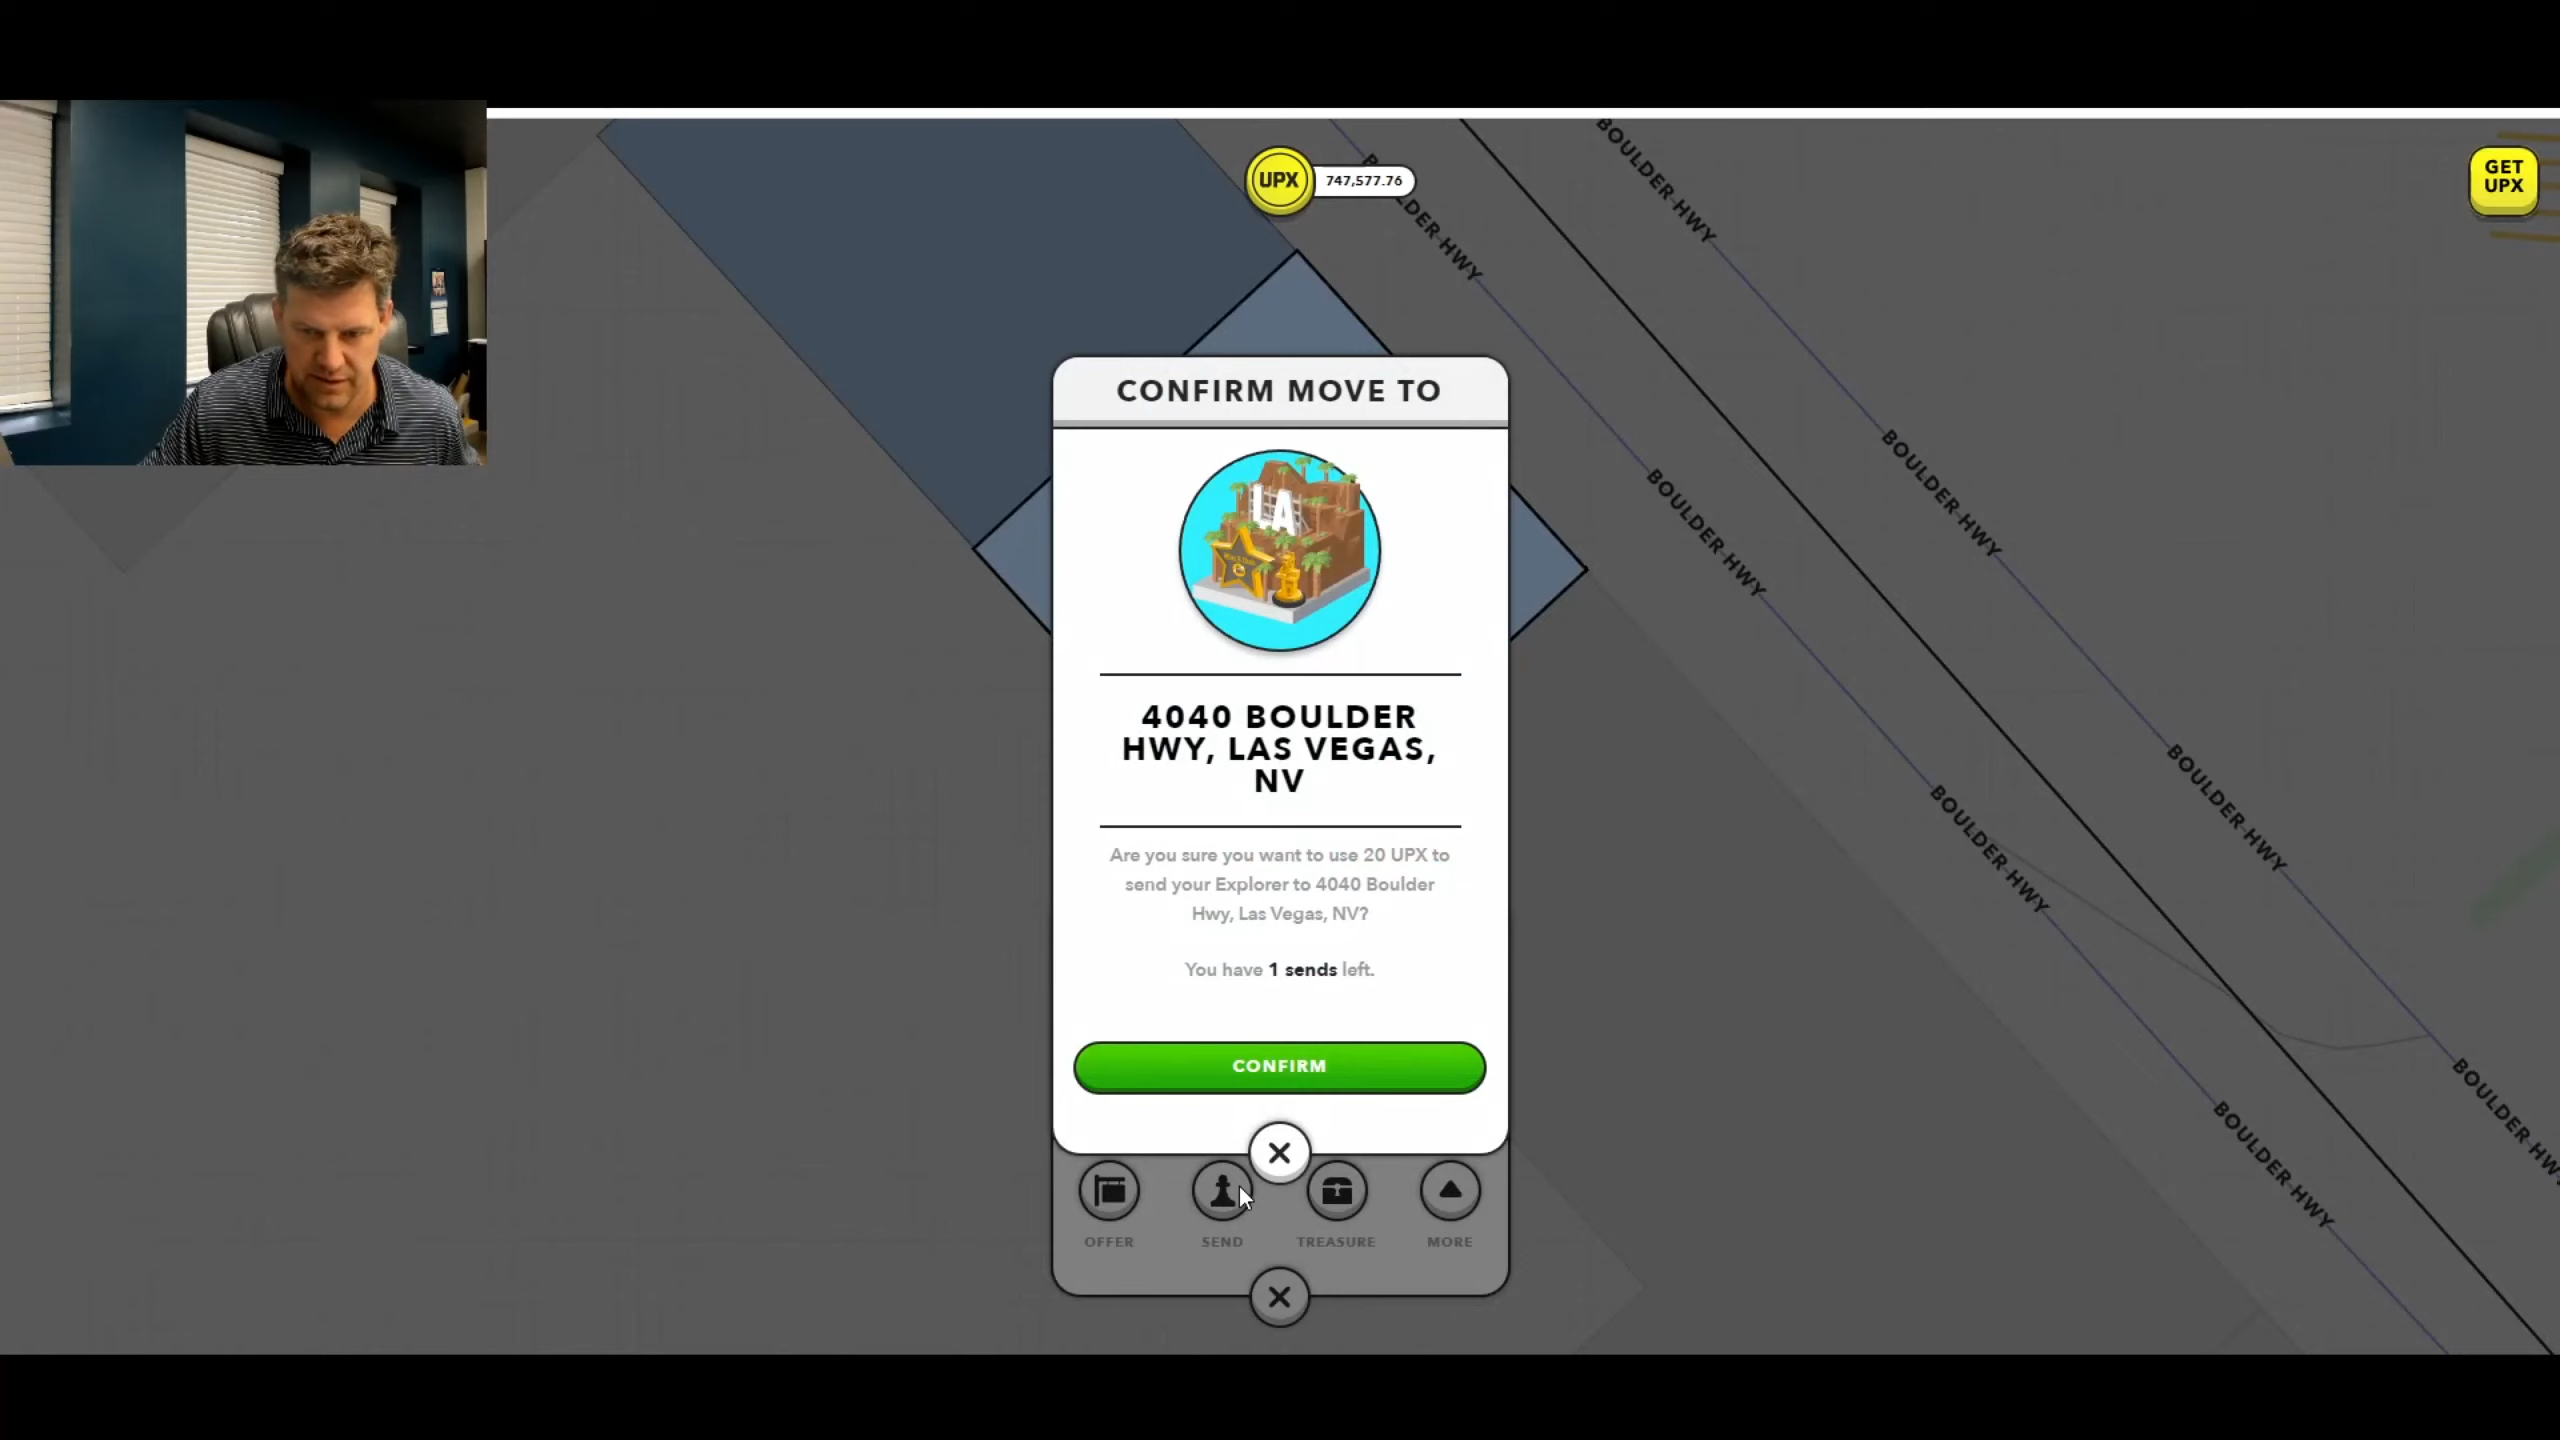 BOULDER HWY
BOULDER HWY
UPX 747,577.76
GET
UPX
CONFIRM MOVE TO
LA
BOULDER HWY
BOULDER HWY
4040 BOULDER
HWY, LAS VEGAS,
NV
BOULDER HWY
BOULDER HWY
Are you sure you want to use 20 UPX to
send your Explorer to 4040 Boulder
Hwy, Las Vegas, NV?
You have 1 sends left.
CONFIRM
BOULDER HWY
BOULDER HWY
OFFER
SEND
TREASURE
MORE